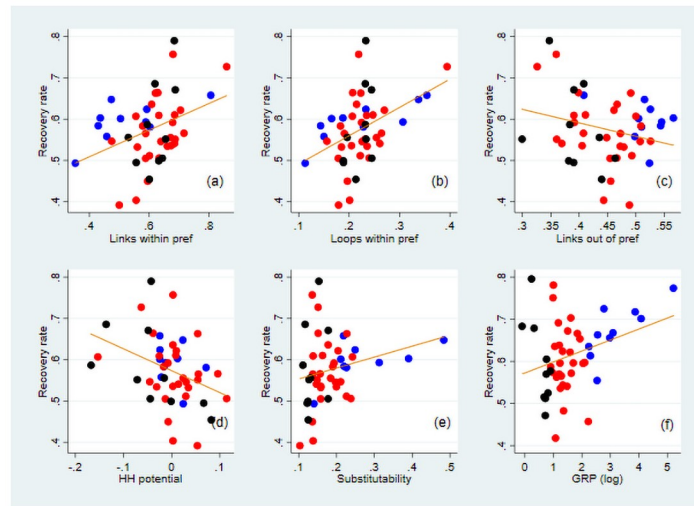 Recovery rate
.4 .5 .6 .7 .8
(a)
.4 .6 .8
Links within pref
Recovery rate
.4 .5 .6 .7 .8
(b)
.1 .2 .3 .4
Loops within pref
Recovery rate
.4 .5 .6 .7 .8
(c)
.3 .35 .4 .45 .5 .55
Links out of pref
Recovery rate
.4 .5 .6 .7 .8
(d)
-.2 -.1 0 .1
HH potential
Recovery rate
.4 .5 .6 .7 .8
(e)
.1 .2 .3 .4 .5
Substitutability
Recovery rate
.4 .5 .6 .7 .8
(f)
0 1 2 3 4 5
GRP (log)